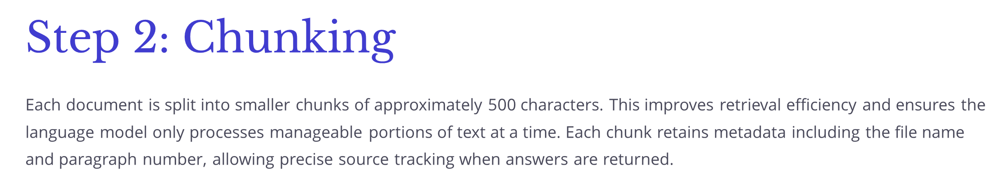 Step 2: Chunking
Each document is split into smaller chunks of approximately 500 characters. This improves retrieval efficiency and ensures the
language model only processes manageable portions of text at a time. Each chunk retains metadata including the file name
and paragraph number, allowing precise source tracking when answers are returned.